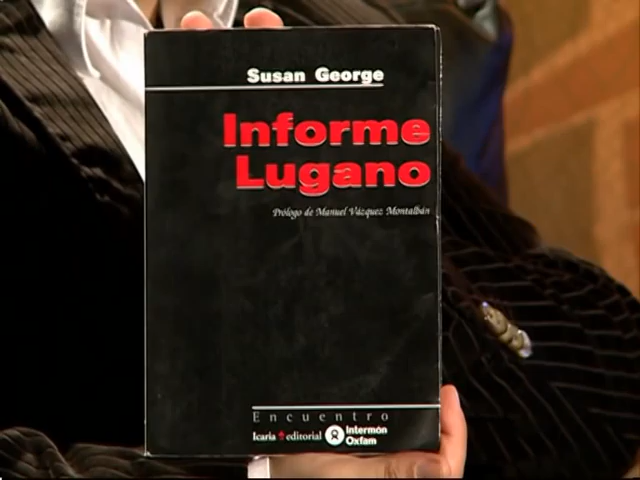 Susan George
Informe
Lugano
Prólogo de Manuel Vázquez Montalbán
Encuentro
Icaria editorial Intermón
Oxfam